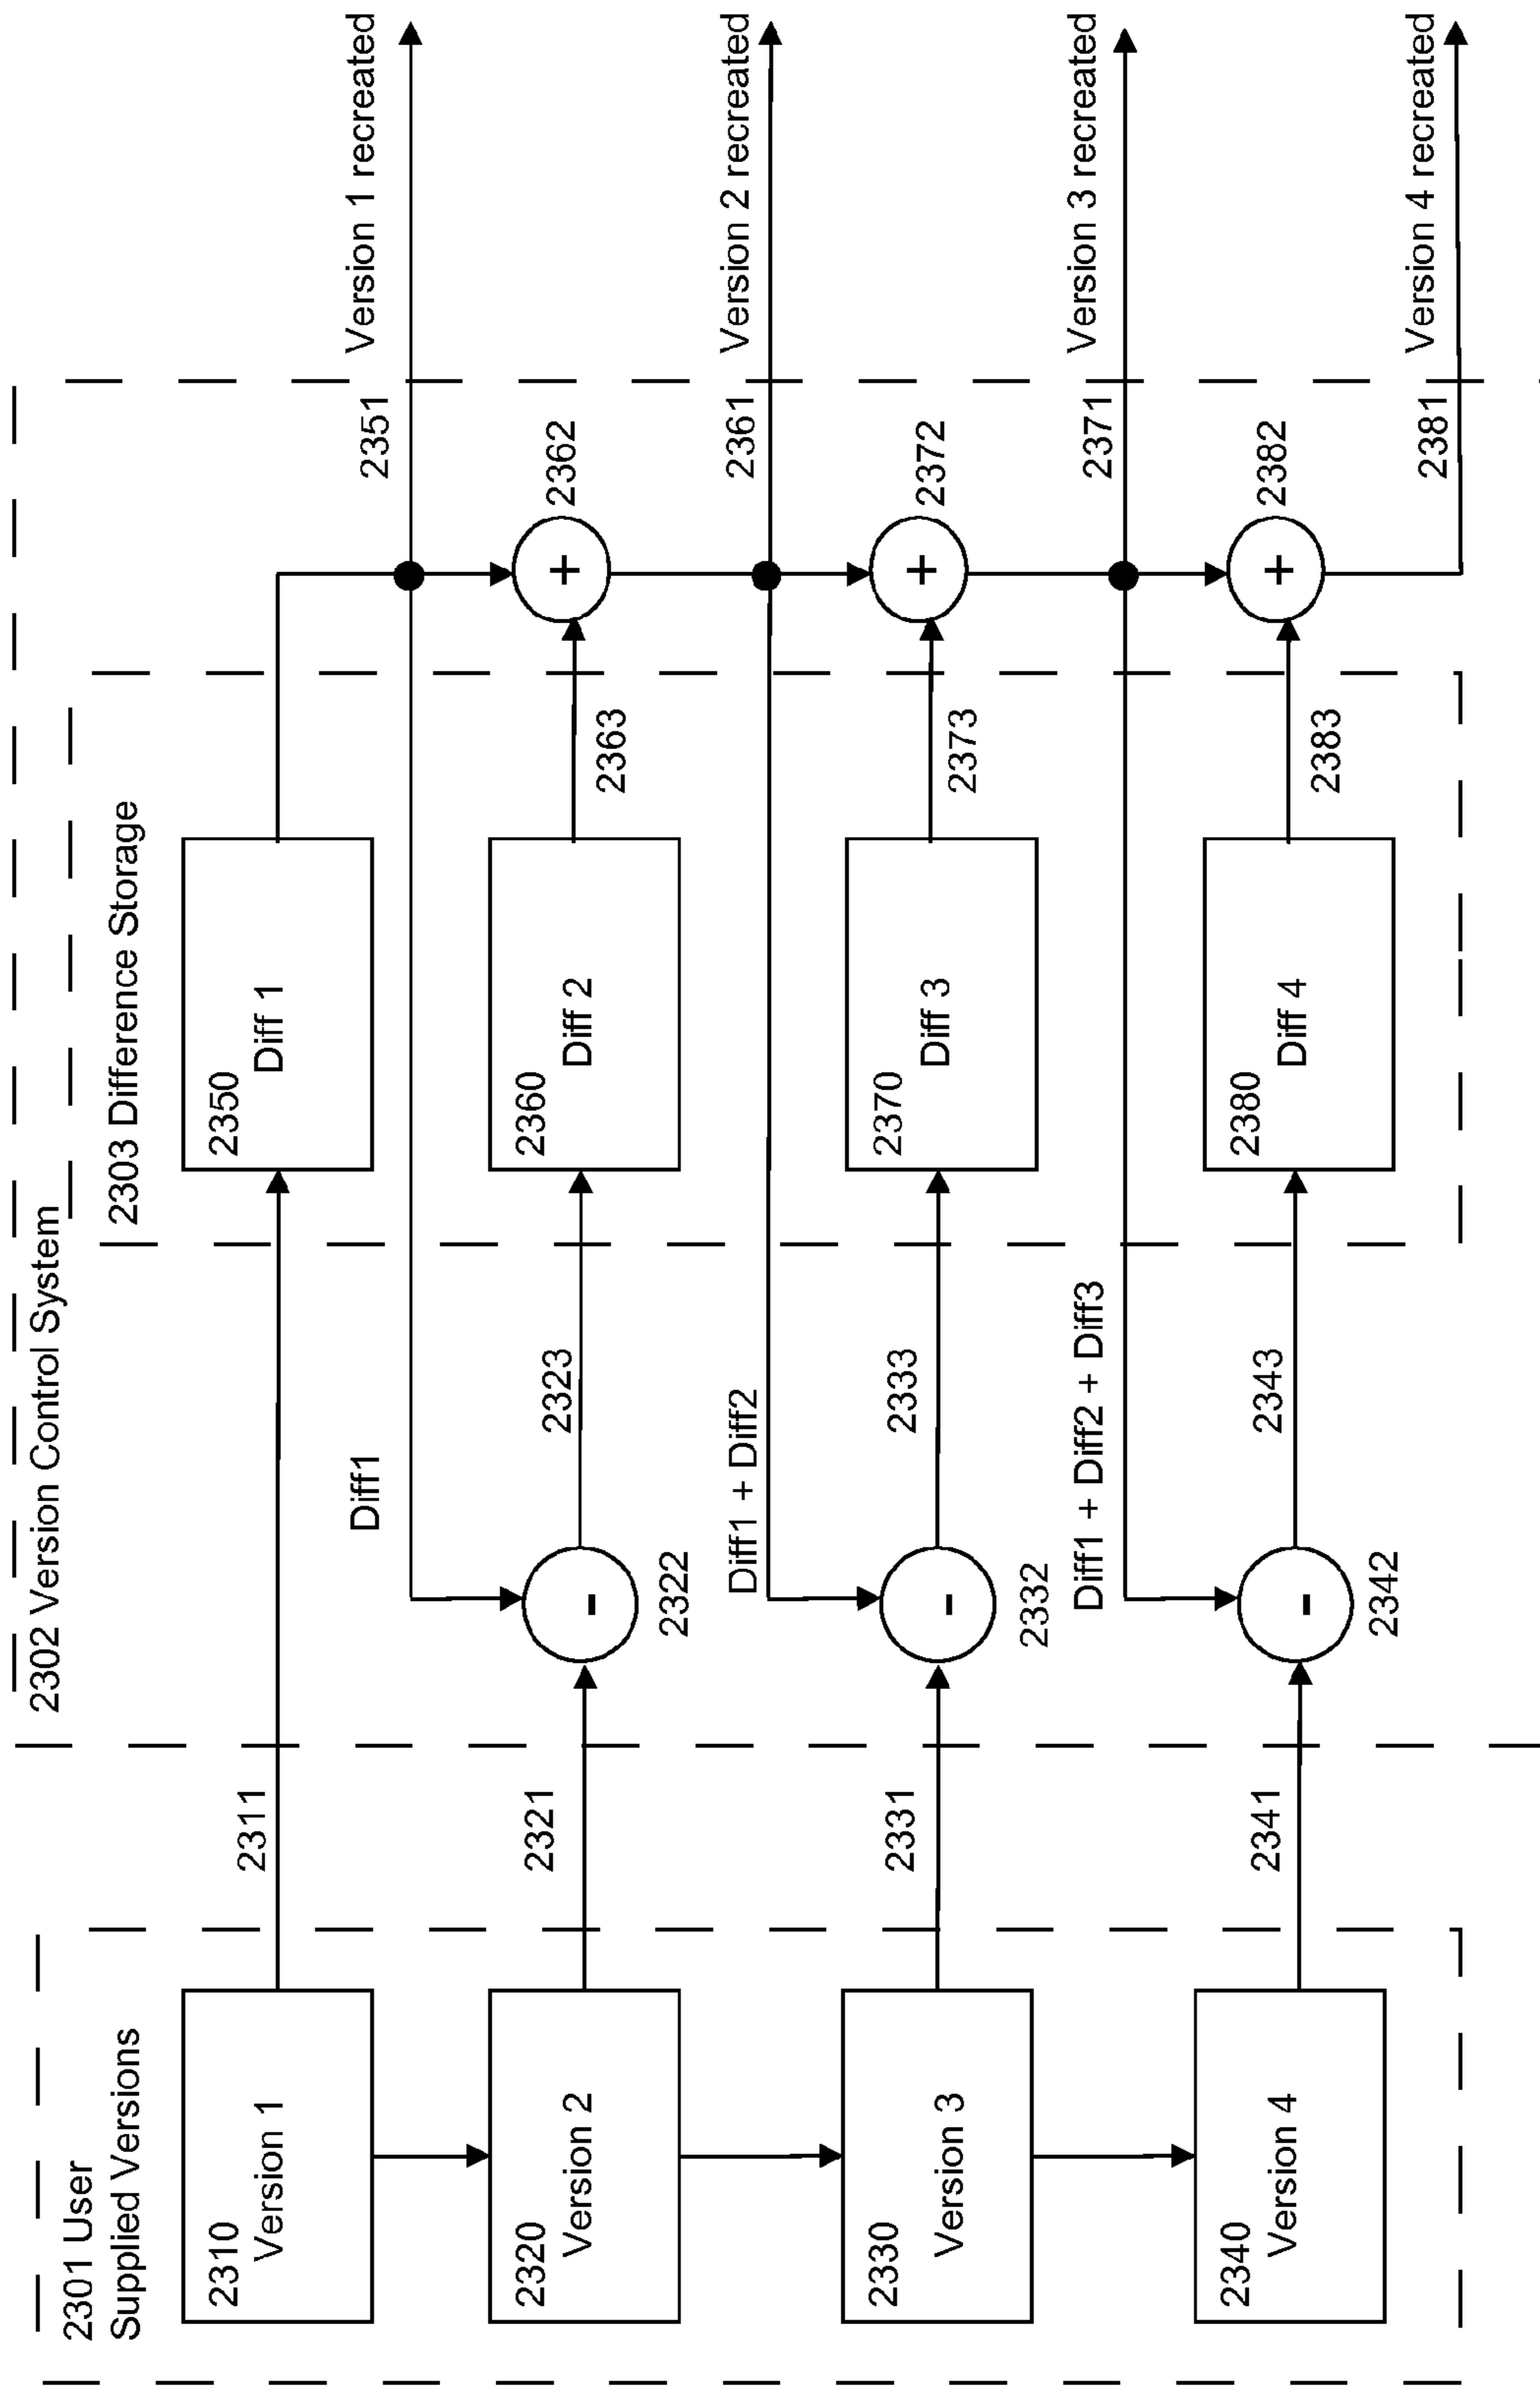 2302 Version Control System
2301 User
Supplied Versions
2303 Difference Storage
2310
Version 1
2311
2350
Diff 1
2351
Version 1 recreated
Diff1
2320
Version 2
2321
2322
2323
2360
Diff 2
2363
2362
2361
Version 2 recreated
Diff1 + Diff2
2330
Version 3
2331
2332
2333
2370
Diff 3
2373
2372
2371
Version 3 recreated
Diff1 + Diff2 + Diff3
2340
Version 4
2341
2342
2343
2380
Diff 4
2383
2382
2381
Version 4 recreated
-
-
-
+
+
+